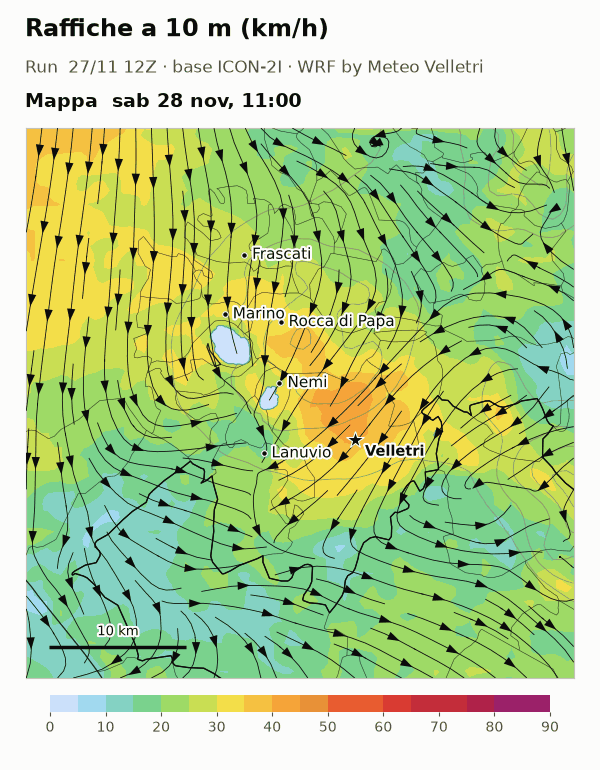 Raffiche a 10 m (km/h)
Run  27/11 12Z · base ICON-2I · WRF by Meteo Velletri
Mappa  sab 28 nov, 11:00
Frascati
Marino
Rocca di Papa
Nemi
Velletri
Lanuvio
10 km
0 10 20 30 40 50 60 70 80 90